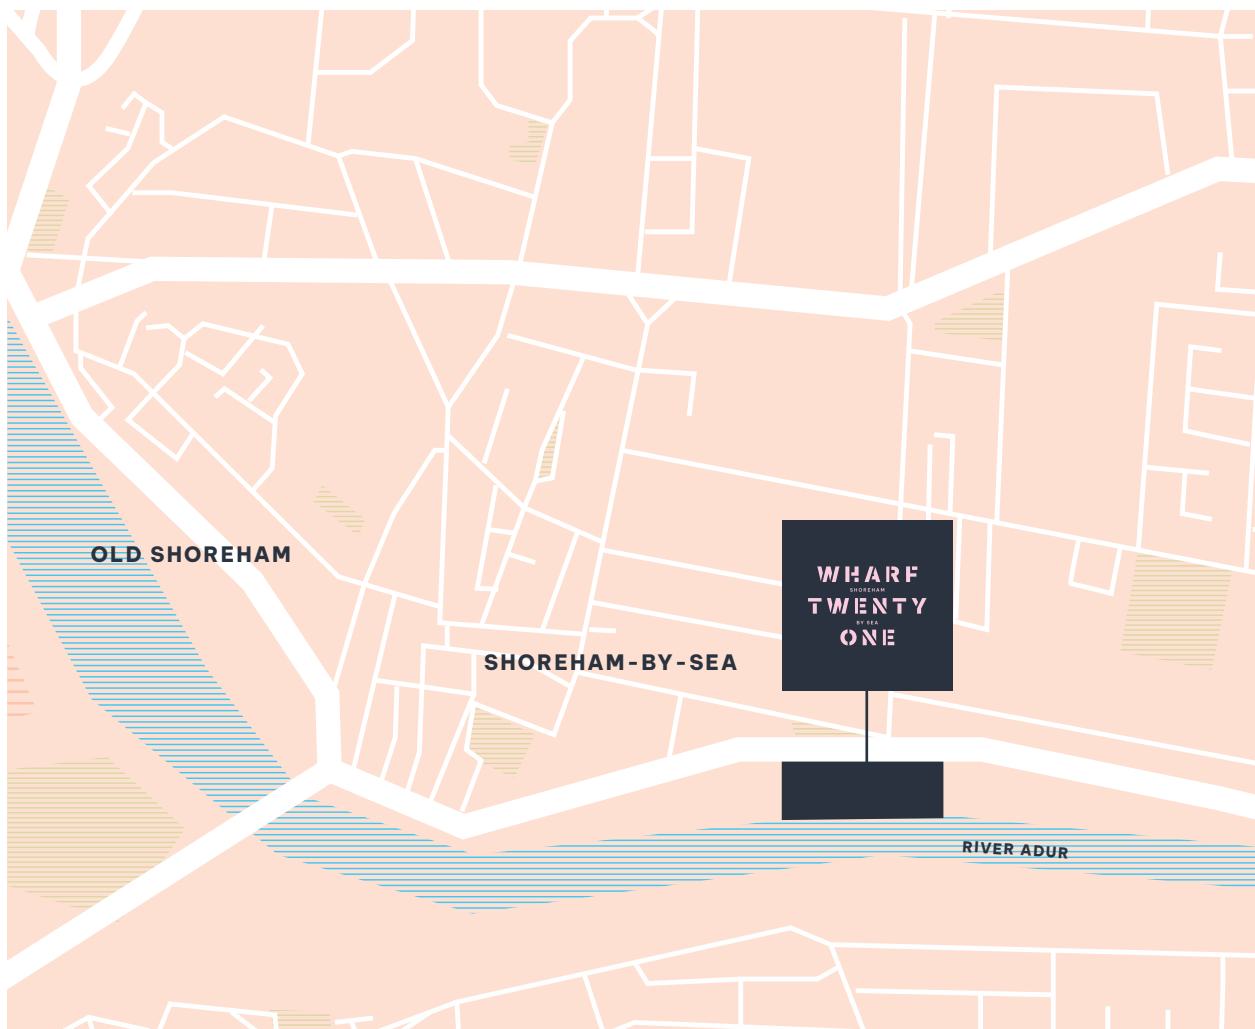 OLD SHOREHAM
WHARF
SHOREHAM
TWENTY
BY SEA
ONE
SHOREHAM-BY-SEA
RIVER ADUR